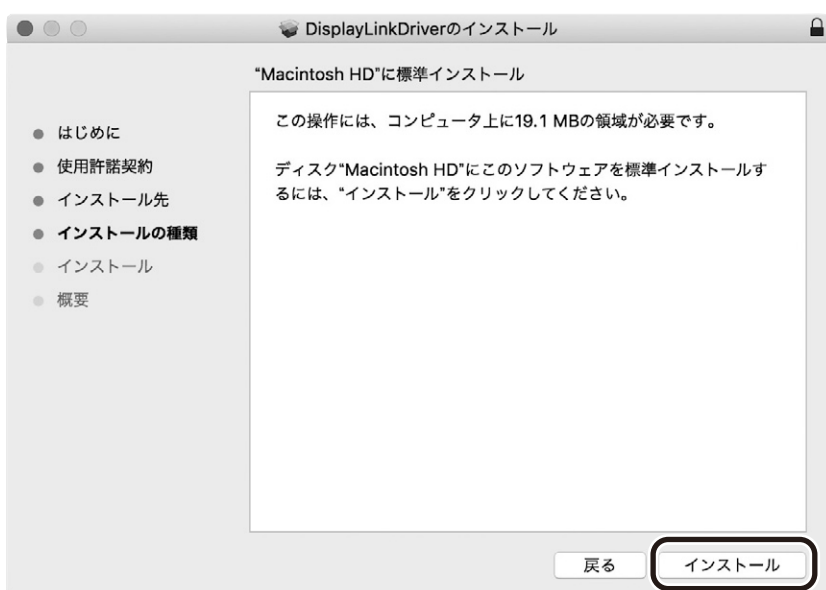 DisplayLinkDriverのインストール
"Macintosh HD"に標準インストール
はじめに
使用許諾契約
インストール先
インストールの種類
インストール
概要
この操作には、コンピュータ上に19.1 MBの領域が必要です。
ディスク"Macintosh HD"にこのソフトウェアを標準インストールす
るには、"インストール"をクリックしてください。
戻る
インストール